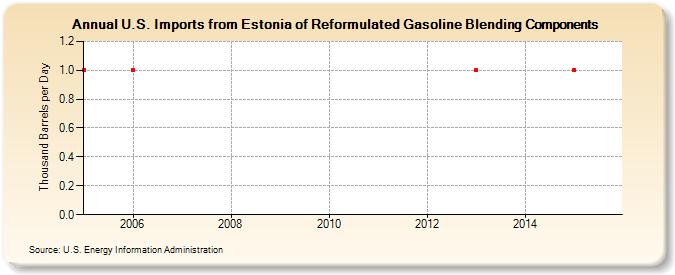 Annual U.S. Imports from Estonia of Reformulated Gasoline Blending Components
Thousand Barrels per Day
1.2
1.0
0.8
0.6
0.4
0.2
0.0
2006 2008 2010 2012 2014
Source: U.S. Energy Information Administration